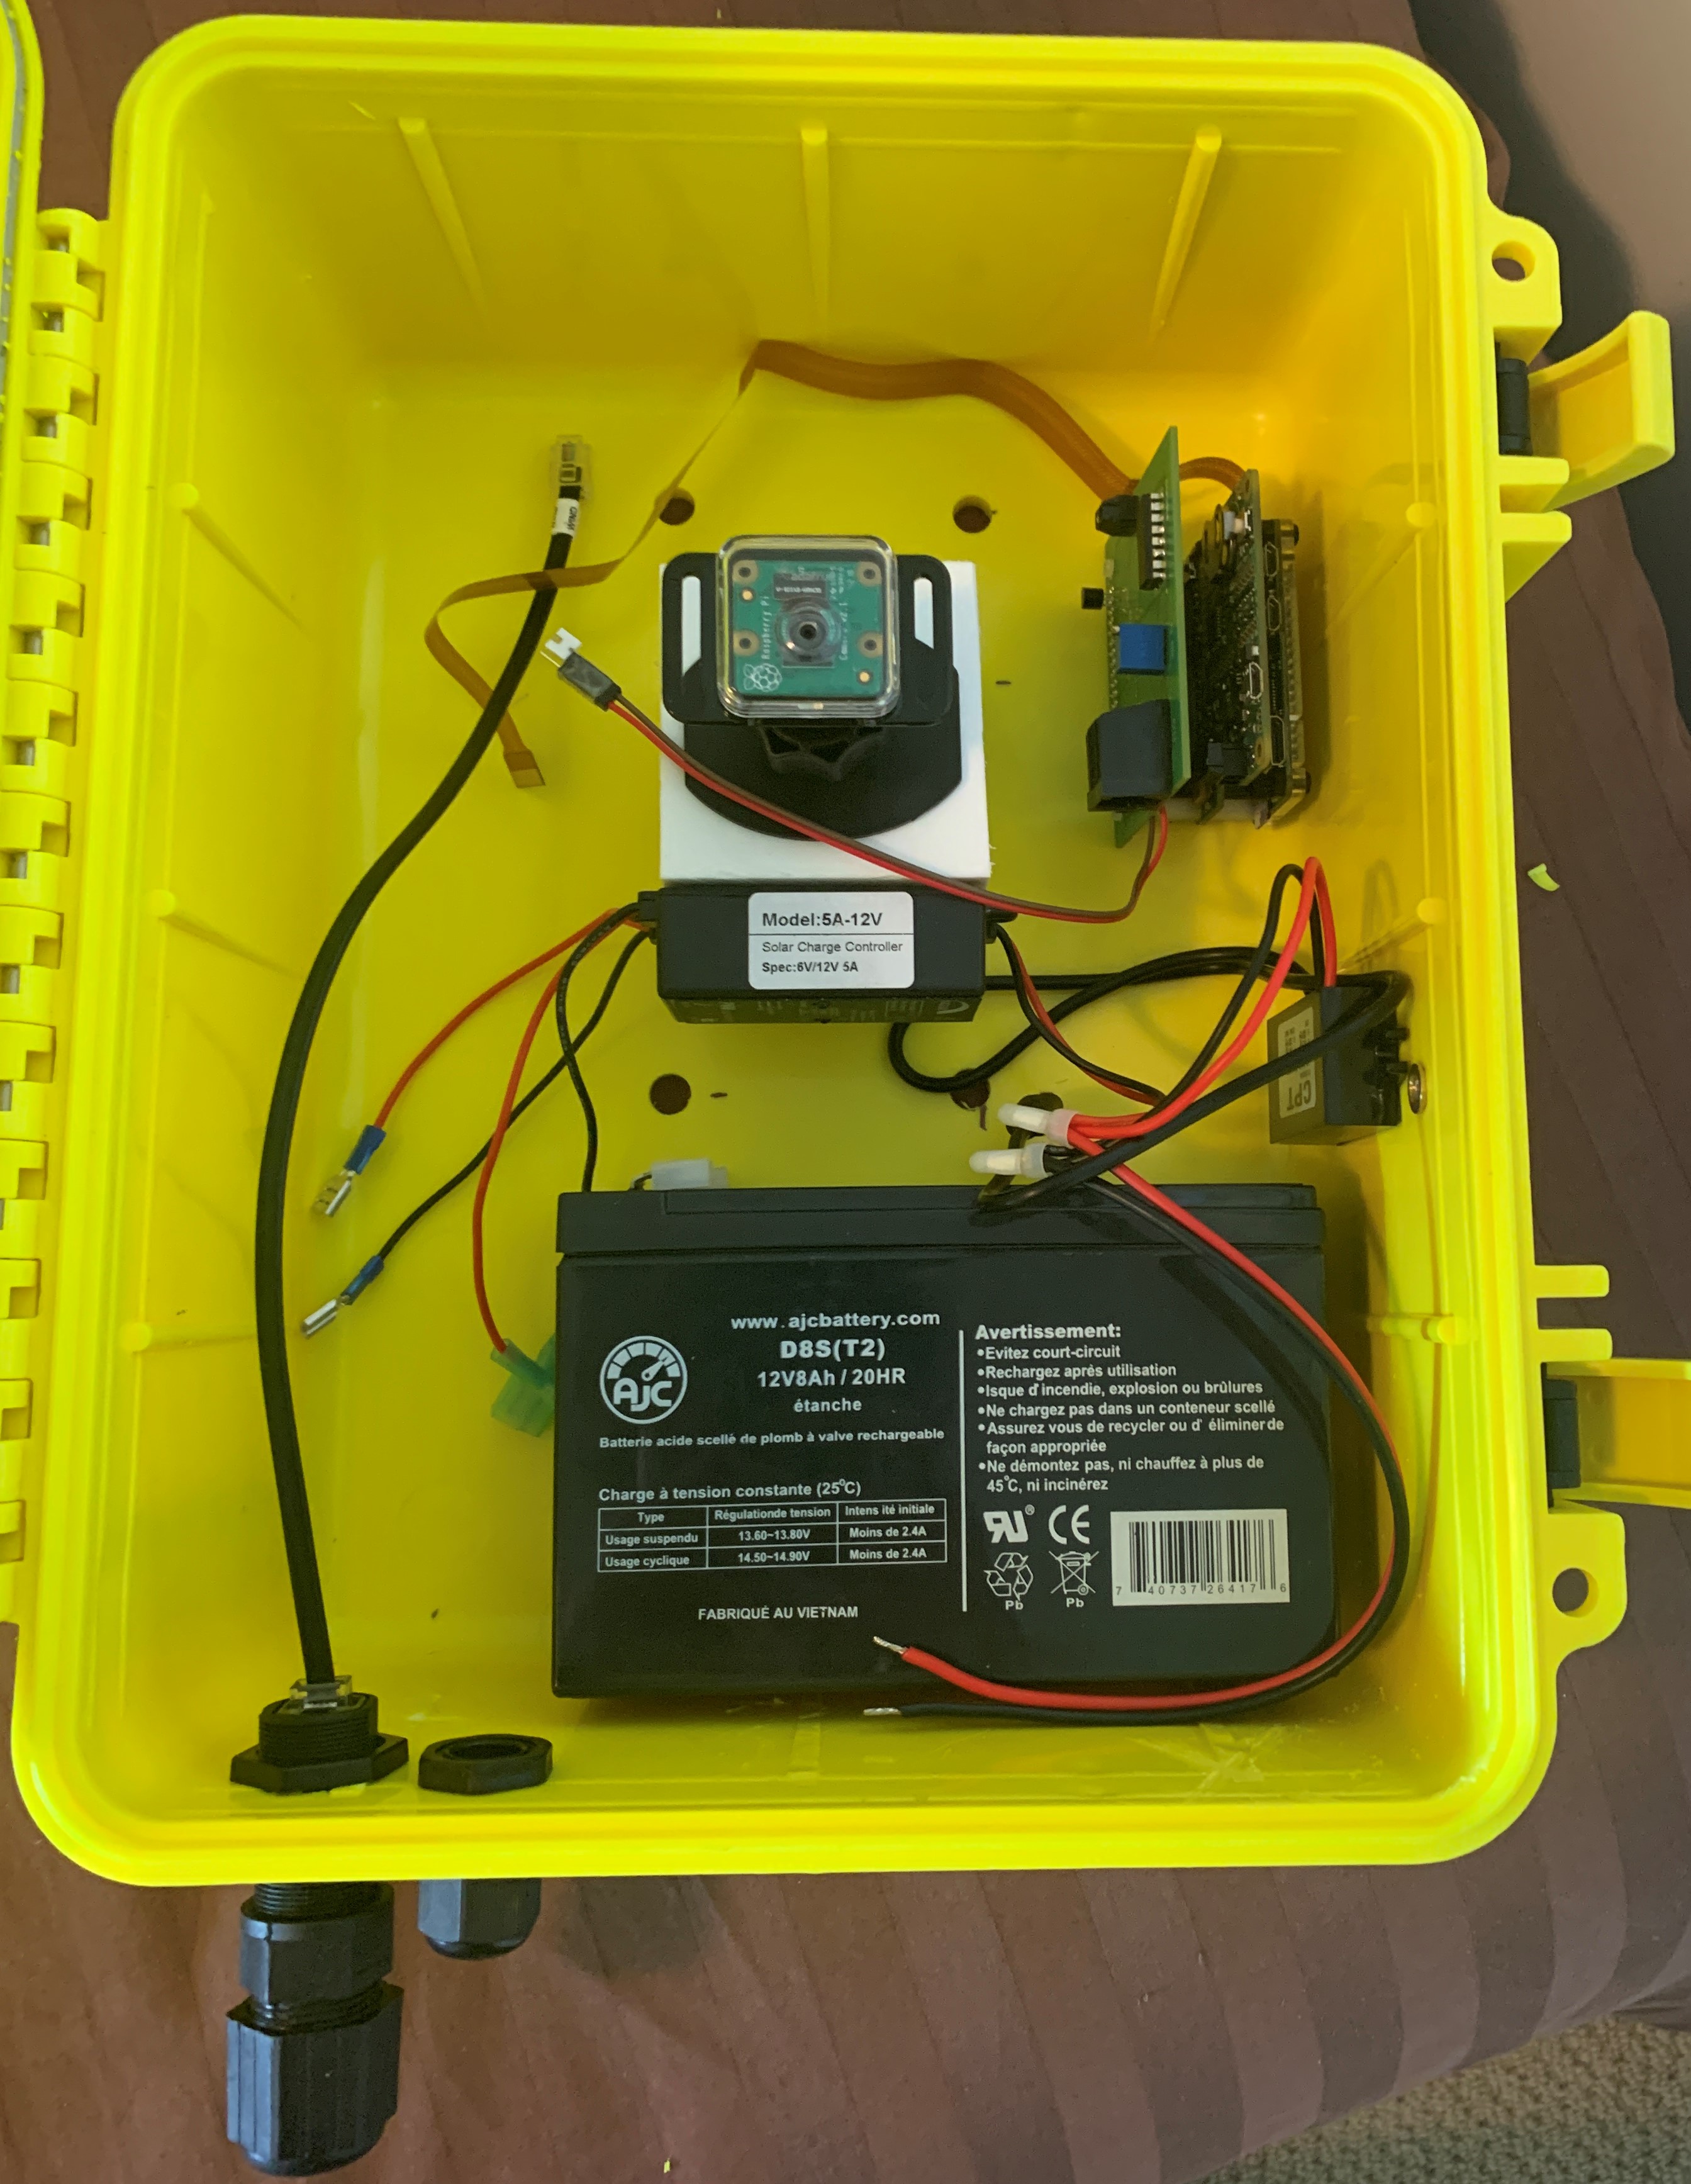 Raspberry Pi
Camera V2.1
Model:5A-12V
Solar Charge Controller
Spec:6V/12V 5A
CPT
www.ajcbattery.com
D8S(T2)
12V8Ah / 20HR
étanche
AJC
Batterie acide scellé de plomb à valve rechargeable
Charge à tension constante (25°C)
Type Régulationde tension Intens ité initiale
Usage suspendu 13.60~13.80V Moins de 2.4A
Usage cyclique 14.50~14.90V Moins de 2.4A
FABRIQUÉ AU VIETNAM
Avertissement:
•Evitez court-circuit
•Rechargez après utilisation
•Isque d'incendie, explosion ou brûlures
•Ne chargez pas dans un conteneur scellé
•Assurez vous de recycler ou d' éliminer de
façon appropriée
•Ne démontez pas, ni chauffez à plus de
45°C, ni incinérez
CE
Pb Pb
7 40737 26417 6